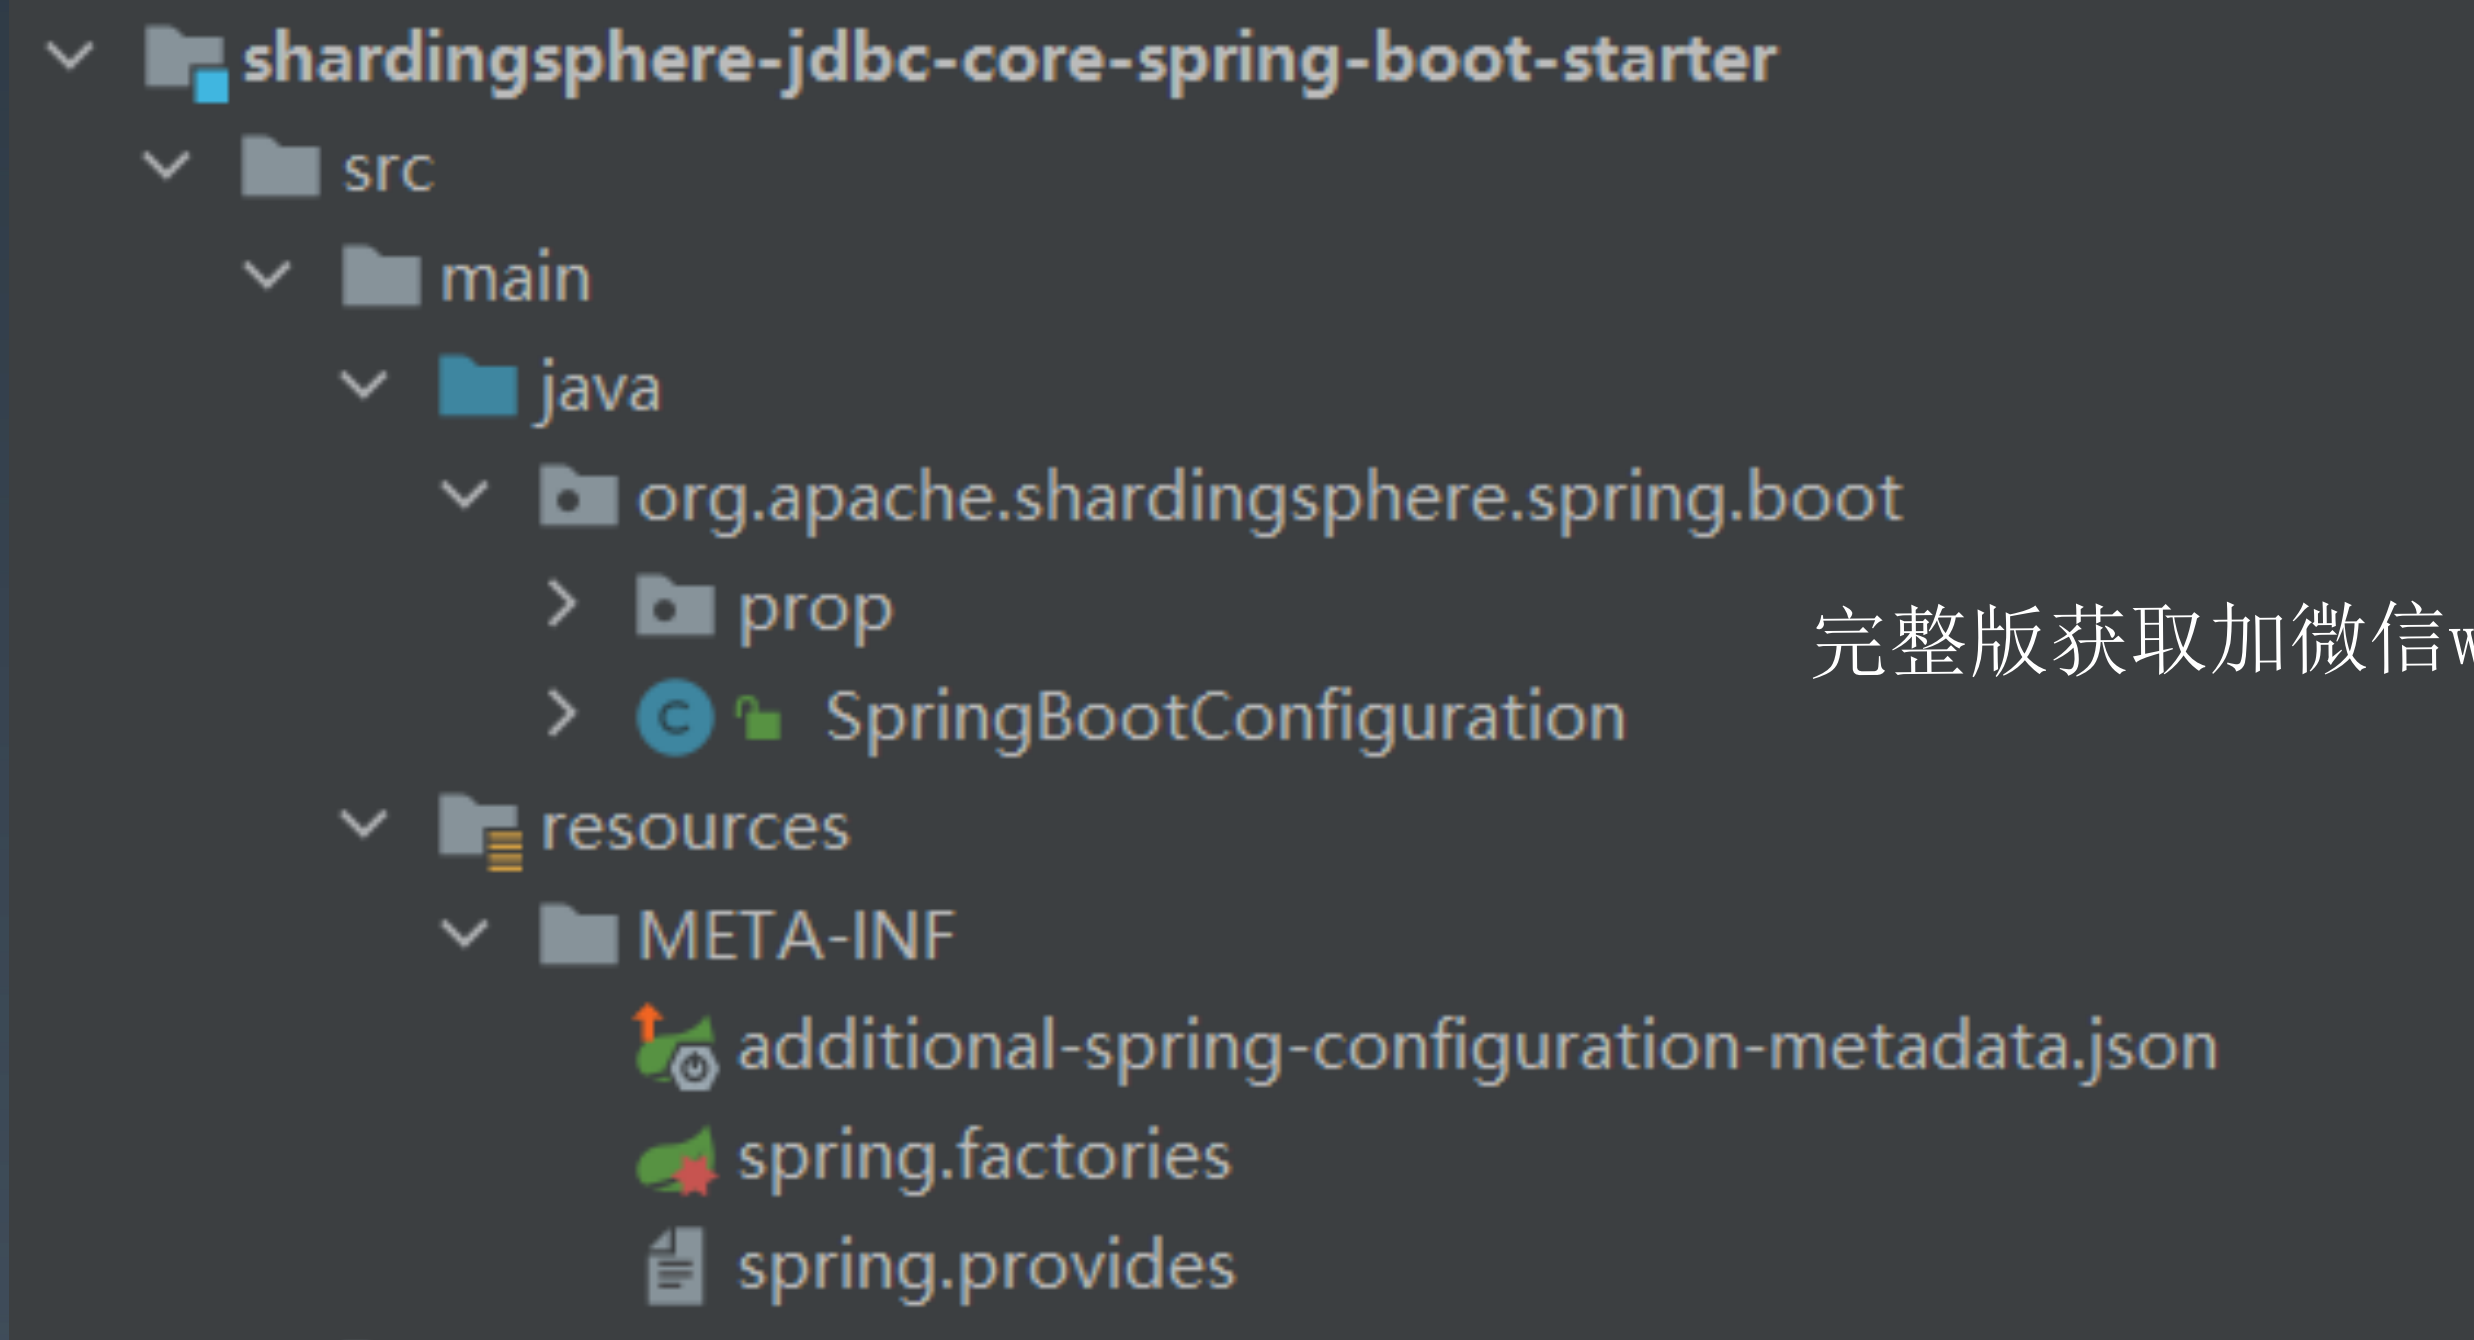 shardingsphere-jdbc-core-spring-boot-starter
src
main
java
org.apache.shardingsphere.spring.boot
prop
完整版获取加微信w
SpringBootConfiguration
resources
META-INF
additional-spring-configuration-metadata.json
spring.factories
spring.provides